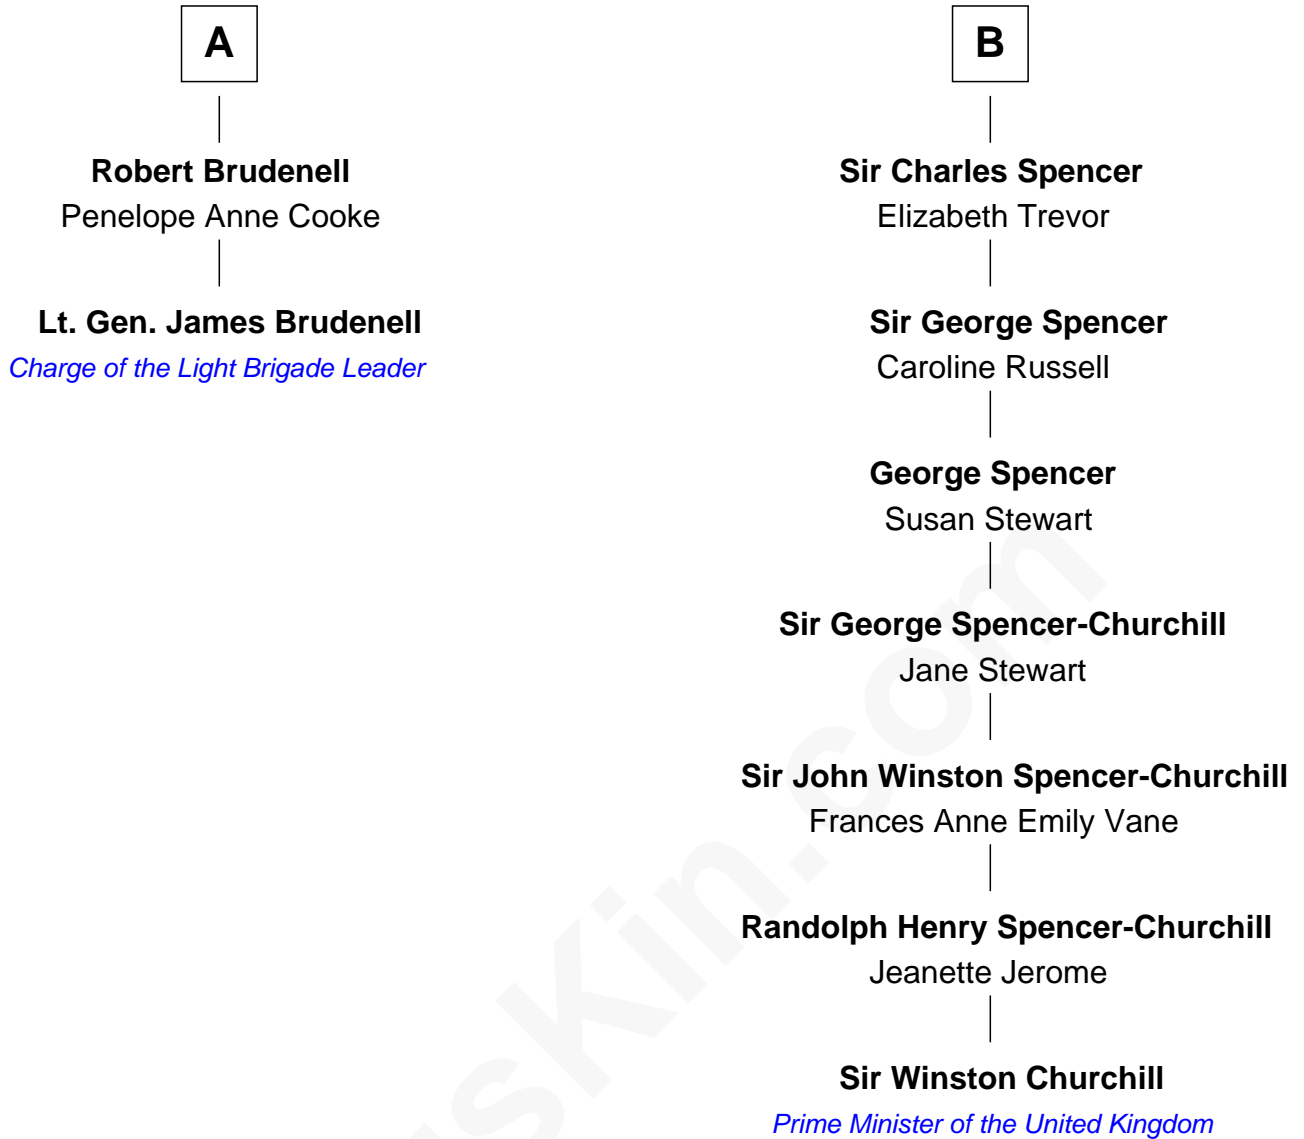 A
Robert Brudenell
Penelope Anne Cooke
Lt. Gen. James Brudenell
Charge of the Light Brigade Leader
B
Sir Charles Spencer
Elizabeth Trevor
Sir George Spencer
Caroline Russell
George Spencer
Susan Stewart
Sir George Spencer-Churchill
Jane Stewart
Sir John Winston Spencer-Churchill
Frances Anne Emily Vane
Randolph Henry Spencer-Churchill
Jeanette Jerome
Sir Winston Churchill
Prime Minister of the United Kingdom